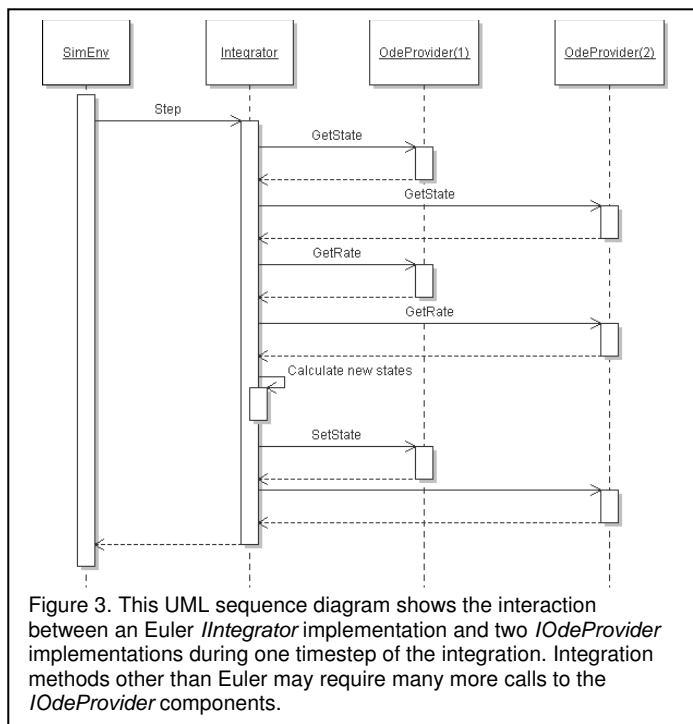 SimEnv
Integrator
OdeProvider(1)
OdeProvider(2)
Step
GetState
GetState
GetRate
GetRate
Calculate new states
SetState
Figure 3. This UML sequence diagram shows the interaction
between an Euler IIntegrator implementation and two IOdeProvider
implementations during one timestep of the integration. Integration
methods other than Euler may require many more calls to the
IOdeProvider components.